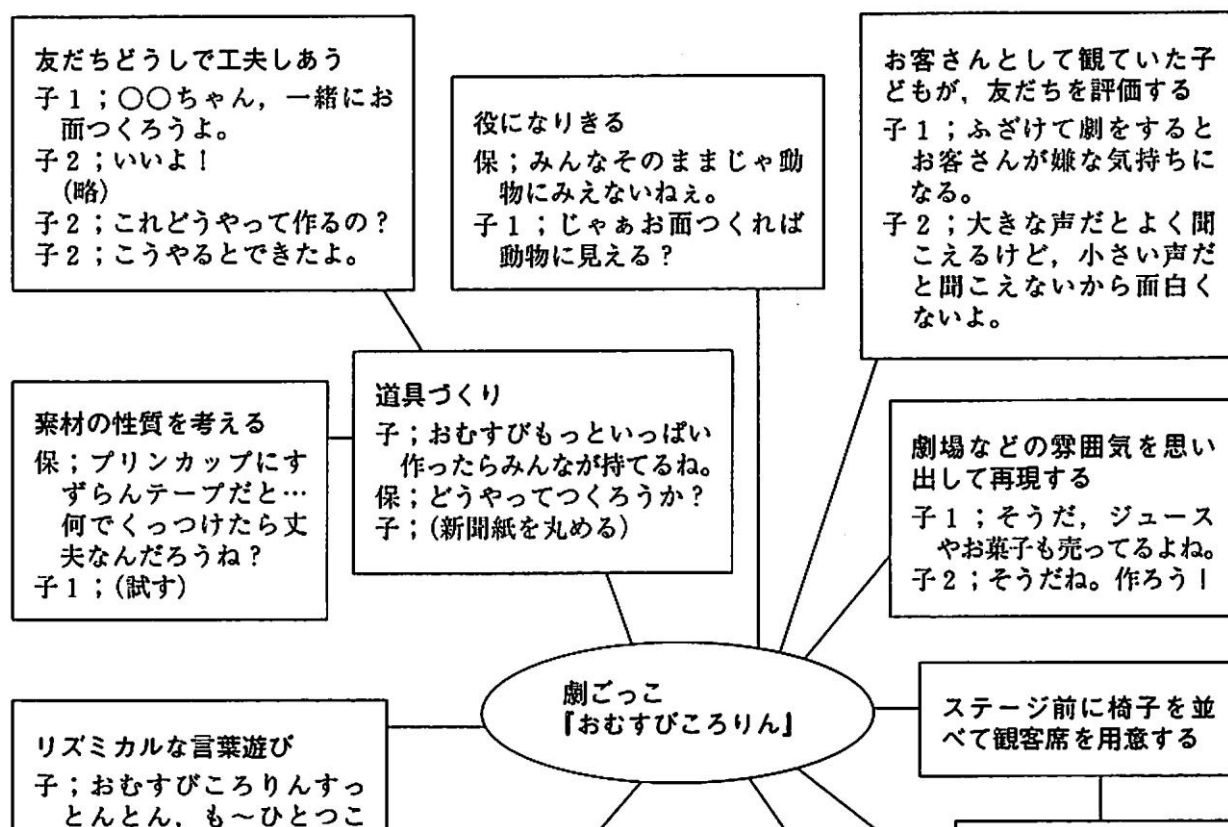 友だちどうしで工夫しあう
子1;〇〇ちゃん,一緒にお
面つくろうよ。
子2;いいよ!
(略)
子2;これどうやって作るの?
子2;こうやるとできたよ。
役になりきる
保;みんなそのままじゃ動
物にみえないねぇ。
子1;じゃぁお面つくれば
動物に見える?
お客さんとして観ていた子
どもが,友だちを評価する
子1;ふざけて劇をすると
お客さんが嫌な気持ちに
なる。
子2;大きな声だとよく聞
こえるけど,小さい声だ
と聞こえないから面白く
ないよ。
素材の性質を考える
保;プリンカップにす
ずらんテープだと…
何でくっつけたら丈
夫なんだろうね?
子1;(試す)
道具づくり
子;おむすびもっといっぱい
作ったらみんなが持てるね。
保;どうやってつくろうか?
子;(新聞紙を丸める)
劇場などの雰囲気を思い
出して再現する
子1;そうだ,ジュース
やお菓子も売ってるよね。
子2;そうだね。作ろう!
劇ごっこ
『おむすびころりん』
ステージ前に椅子を並
べて観客席を用意する
リズミカルな言葉遊び
子;おむすびころりんすっ
とんとん,も〜ひとつこ